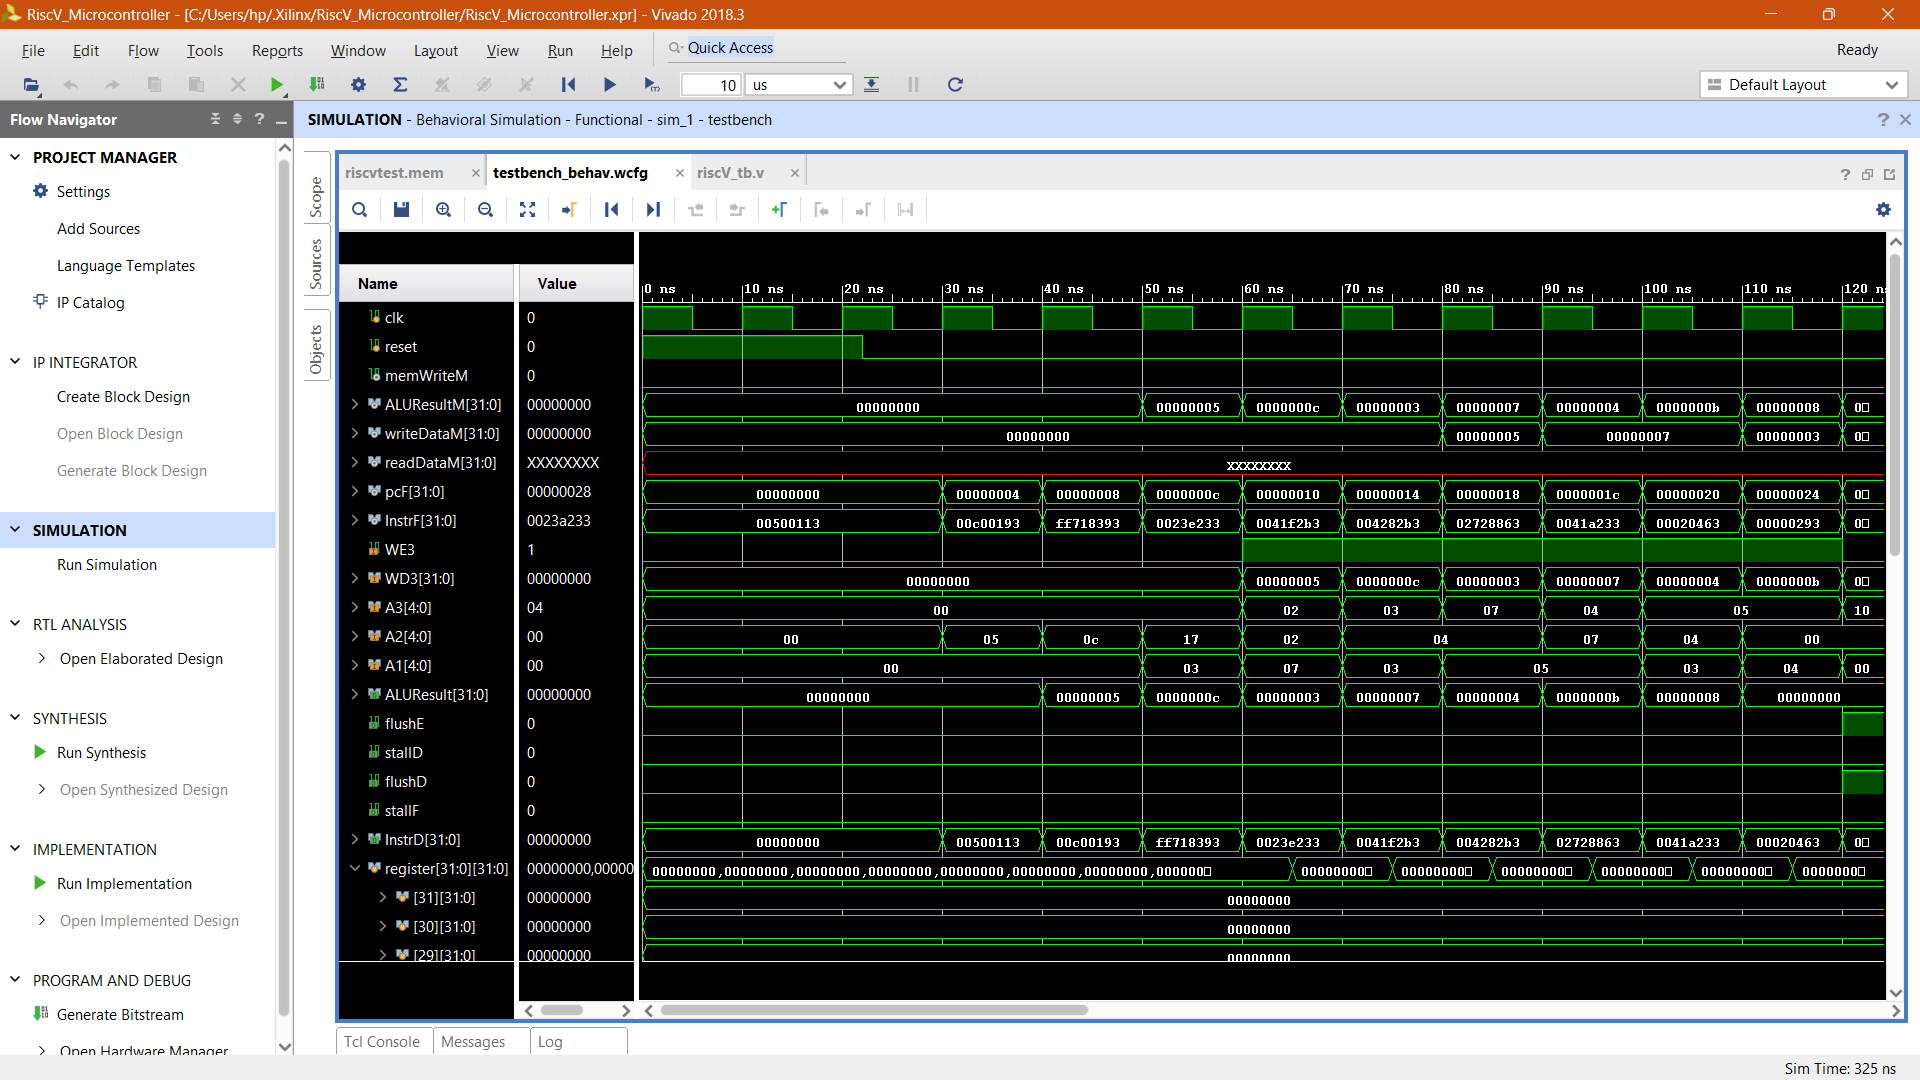 RiscV_Microcontroller - [C:/Users/hp/.Xilinx/RiscV_Microcontroller/RiscV_Microcontroller.xpr] - Vivado 2018.3
File Edit Flow Tools Reports Window Layout View Run Help Quick Access Ready
10 us Default Layout
Flow Navigator
SIMULATION - Behavioral Simulation - Functional - sim_1 - testbench
PROJECT MANAGER
Settings
Add Sources
Language Templates
IP Catalog
IP INTEGRATOR
Create Block Design
Open Block Design
Generate Block Design
SIMULATION
Run Simulation
RTL ANALYSIS
Open Elaborated Design
SYNTHESIS
Run Synthesis
Open Synthesized Design
IMPLEMENTATION
Run Implementation
Open Implemented Design
PROGRAM AND DEBUG
Generate Bitstream
Open Hardware Manager
Scope
Sources
Objects
riscvtest.mem testbench_behav.wcfg riscV_tb.v
Name Value
0 ns 10 ns 20 ns 30 ns 40 ns 50 ns 60 ns 70 ns 80 ns 90 ns 100 ns 110 ns 120 n
clk 0
reset 0
memWriteM 0
ALUResultM[31:0] 00000000 00000000 00000005 0000000c 00000003 00000007 00000004 0000000b 00000008 0
writeDataM[31:0] 00000000 00000000 00000005 00000007 00000003 0
readDataM[31:0] XXXXXXXX XXXXXXXX
pcF[31:0] 00000028 00000000 00000004 00000008 0000000c 00000010 00000014 00000018 0000001c 00000020 00000024 0
InstrF[31:0] 0023a233 00500113 00c00193 ff718393 0023e233 0041f2b3 004282b3 02728863 0041a233 00020463 00000293 0
WE3 1
WD3[31:0] 00000000 00000000 00000005 0000000c 00000003 00000007 00000004 0000000b 0
A3[4:0] 04 00 02 03 07 04 05 10
A2[4:0] 00 00 05 0c 17 02 04 07 04 00
A1[4:0] 00 00 03 07 03 05 03 04 00
ALUResult[31:0] 00000000 00000000 00000005 0000000c 00000003 00000007 00000004 0000000b 00000008 00000000
flushE 0
stallD 0
flushD 0
stallF 0
InstrD[31:0] 00000000 00000000 00500113 00c00193 ff718393 0023e233 0041f2b3 004282b3 02728863 0041a233 00020463 0
register[31:0][31:0] 00000000,00000 00000000,00000000,00000000,00000000,00000000,00000000,00000000,000000 00000000 00000000 00000000 00000000 00000000 00000000
[31][31:0] 00000000 00000000
[30][31:0] 00000000 00000000
[29][31:0] 00000000 00000000
Tcl Console Messages Log
Sim Time: 325 ns